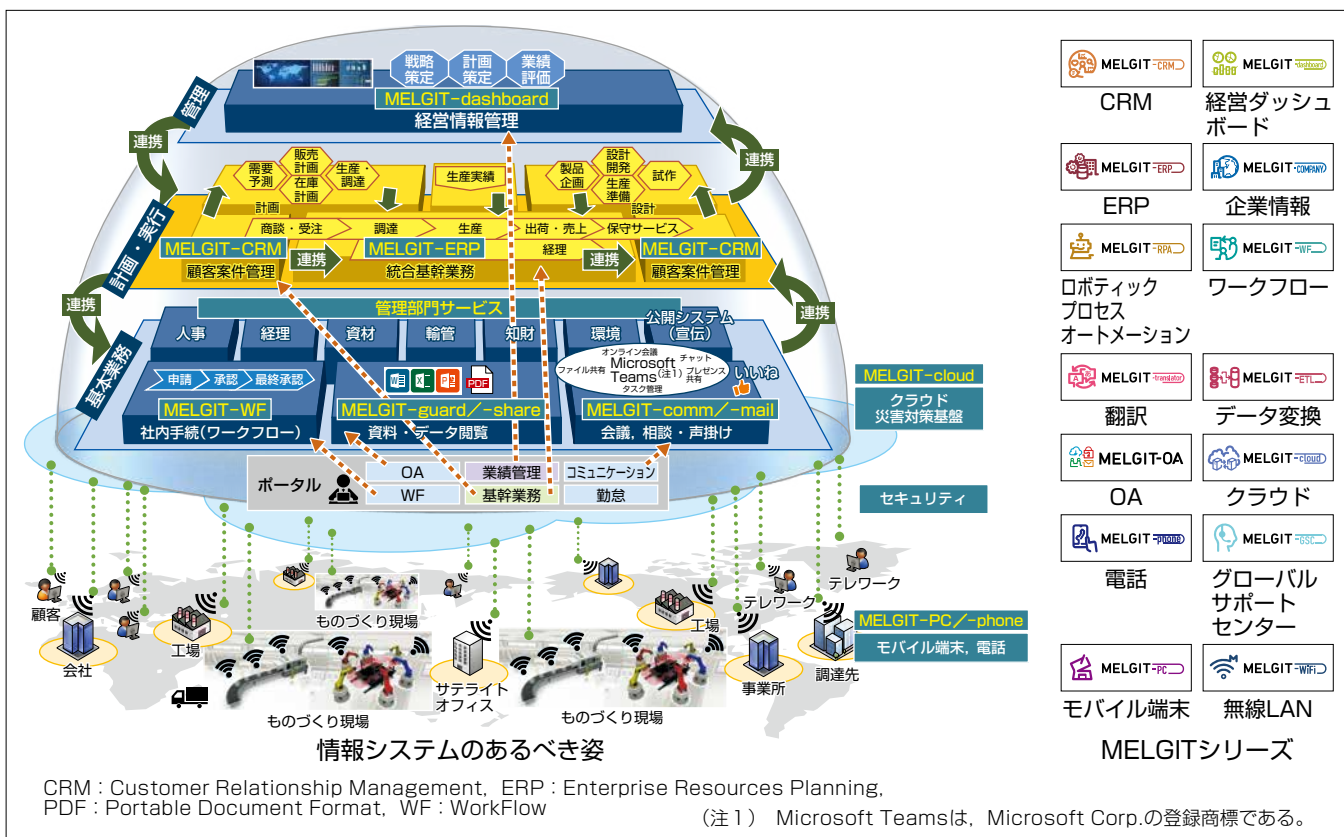 戦略
策定
計画
策定
業績
評価
MELGIT-dashboard
経営情報管理
管理
連携
連携
需要
予測
販売
計画
在庫
計画
生産・
調達
生産実績
製品
企画
設計
開発
生産
準備
試作
計画
設計
計画・実行
商談・受注
調達
生産
出荷・売上
保守サービス
MELGIT-CRM
連携
MELGIT-ERP
経理
連携
MELGIT-CRM
顧客案件管理
統合基幹業務
顧客案件管理
連携
連携
管理部門サービス
基本業務
人事
経理
資材
輸管
知財
環境
公開システム
(宣伝)
申請
承認
最終承認
PDF
オンライン会議
チャット
ファイル共有
Microsoft
Teams(注1)
プレゼンス
共有
タスク管理
いいね
MELGIT-WF
社内手続(ワークフロー)
MELGIT-guard/-share
資料・データ閲覧
MELGIT-comm/-mail
会議,相談・声掛け
MELGIT-cloud
クラウド
災害対策基盤
ポータル
OA
業績管理
コミュニケーション
WF
基幹業務
勤怠
セキュリティ
顧客
会社
工場
ものづくり現場
ものづくり現場
サテライト
オフィス
ものづくり現場
工場
テレワーク
テレワーク
事業所
調達先
MELGIT-PC/-phone
モバイル端末,電話
情報システムのあるべき姿
MELGIT-CRM
CRM
MELGIT-dashboard
経営ダッシュ
ボード
MELGIT-ERP
ERP
MELGIT-COMPANY
企業情報
MELGIT-RPA
ロボティック
プロセス
オートメーション
MELGIT-WF
ワークフロー
MELGIT-translator
翻訳
MELGIT-ETL
データ変換
MELGIT-OA
OA
MELGIT-cloud
クラウド
MELGIT-PHONE
電話
MELGIT-GSC
グローバル
サポート
センター
MELGIT-PC
モバイル端末
MELGIT-WiFi
無線LAN
MELGITシリーズ
CRM:Customer Relationship Management, ERP:Enterprise Resources Planning,
PDF:Portable Document Format, WF:WorkFlow
(注1) Microsoft Teamsは,Microsoft Corp.の登録商標である。